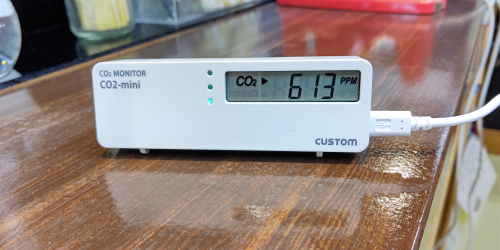 CO₂ MONITOR
CO2-mini
CO₂ ▶ 613 PPM
CUSTOM